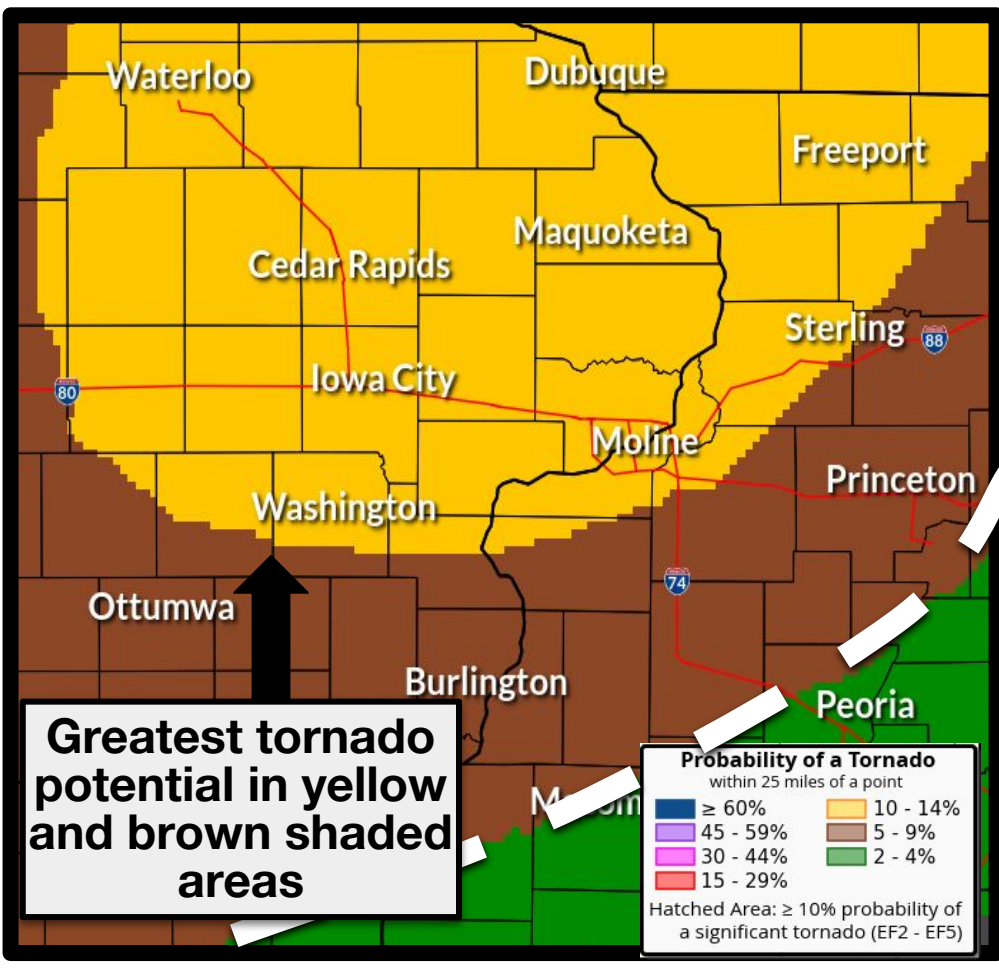 Waterloo
Dubuque
Freeport
Maquoketa
Cedar Rapids
Sterling
88
Iowa City
80
Moline
Princeton
Washington
74
Ottumwa
Burlington
Peoria
Greatest tornado
potential in yellow
and brown shaded
areas
Probability of a Tornado
within 25 miles of a point
≥ 60%
10 - 14%
45 - 59%
5 - 9%
30 - 44%
2 - 4%
15 - 29%
Hatched Area: ≥ 10% probability of
a significant tornado (EF2 - EF5)